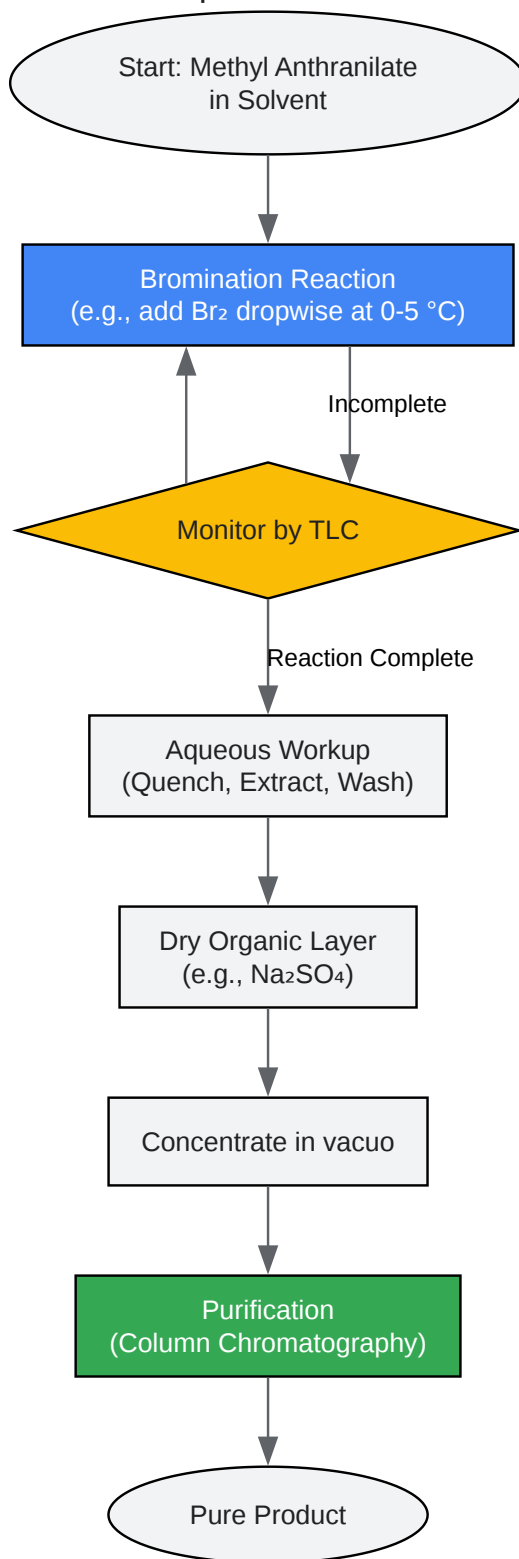 Start: Methyl Anthranilate
in Solvent
Bromination Reaction
(e.g., add Br₂ dropwise at 0-5 °C)
Incomplete
Monitor by TLC
Reaction Complete
Aqueous Workup
(Quench, Extract, Wash)
Dry Organic Layer
(e.g., Na₂SO₄)
Concentrate in vacuo
Purification
(Column Chromatography)
Pure Product